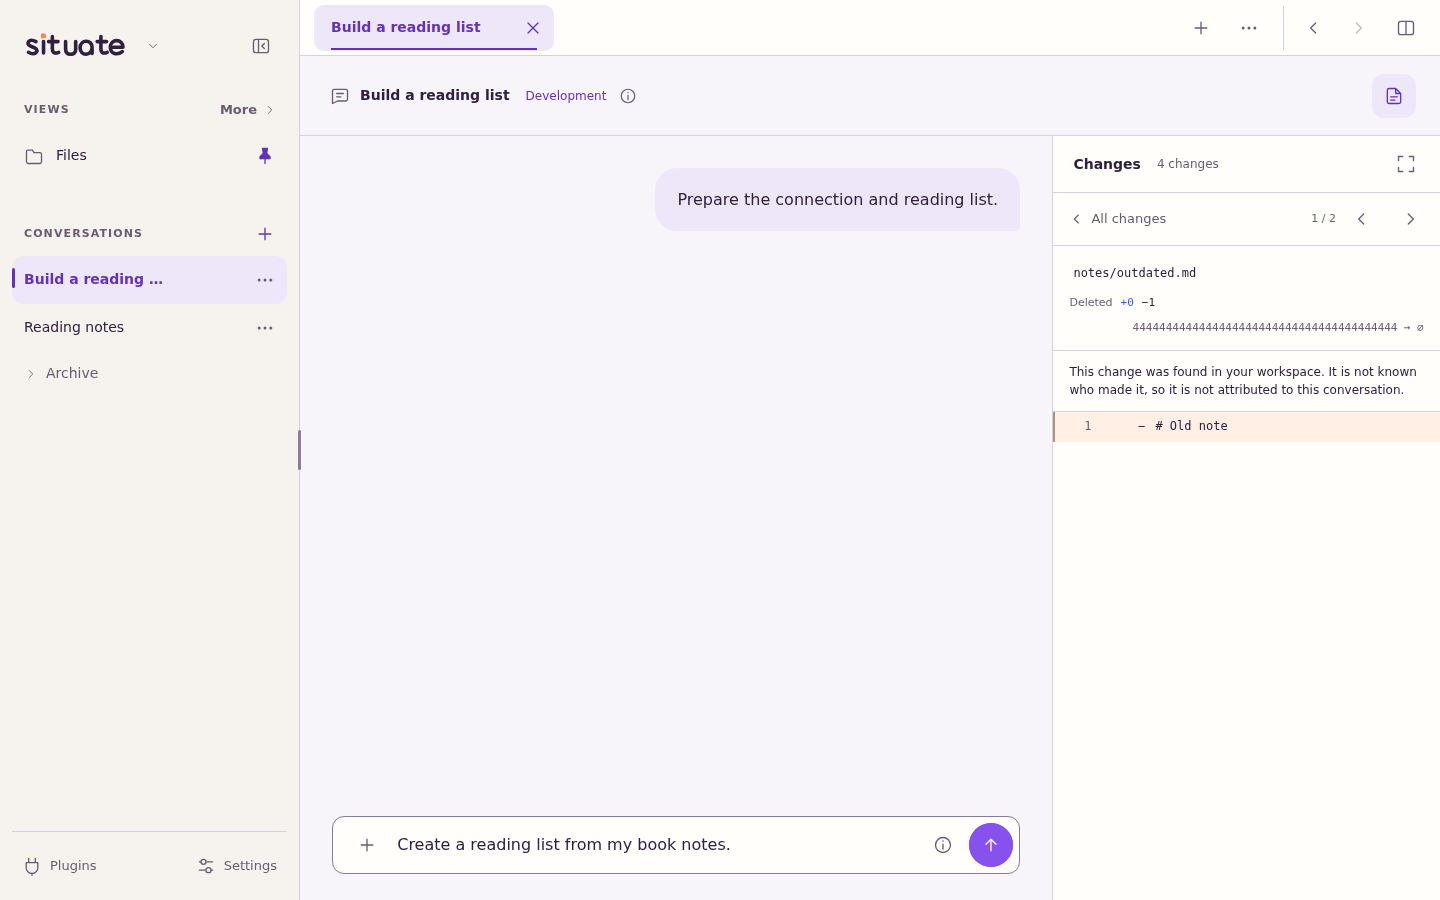 situate
VIEWS
More
Files
CONVERSATIONS
Build a reading ...
Reading notes
Archive
Plugins
Settings
Build a reading list
Build a reading list
Development
Prepare the connection and reading list.
Create a reading list from my book notes.
Changes
4 changes
All changes
1 / 2
notes/outdated.md
Deleted +0 −1
4444444444444444444444444444444444444444 → ∅
This change was found in your workspace. It is not known
who made it, so it is not attributed to this conversation.
1 − # Old note